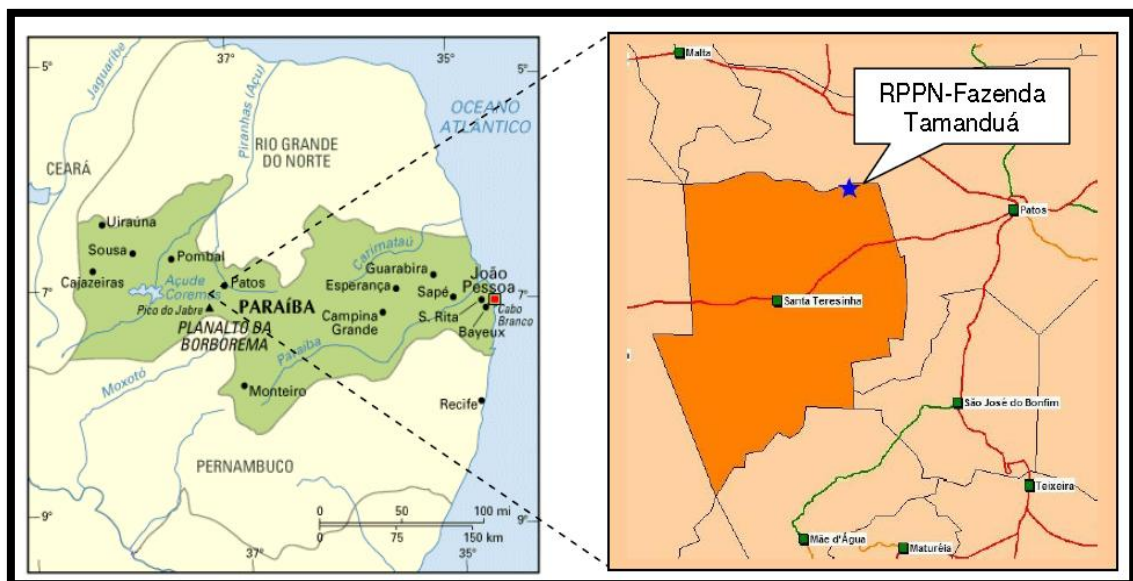 37°
35°
5°
5°
Jaguaribe
Piranhas (Açu)
OCEANO
ATLÂNTICO
RIO GRANDE
DO NORTE
CEARÁ
Uiraúna
Sousa
Pombal
Cajazeiras
Açude
Coremas
Patos
Carimataú
Guarabira
Esperança
Sapé
João
Pessoa
7°
7°
PARAÍBA
Pico do Jabre
PLANALTO DA
BORBOREMA
Campina
Grande
S. Rita
Cabo
Branco
Bayeux
Paraíba
Moxotó
Monteiro
Recife
PERNAMBUCO
0 50 100 mi
0 75 150 km
9°
9°
37°
35°
Malta
RPPN-Fazenda
Tamanduá
Patos
Santa Teresinha
São José do Bonfim
Teixeira
Mãe d'Água
Maturéia